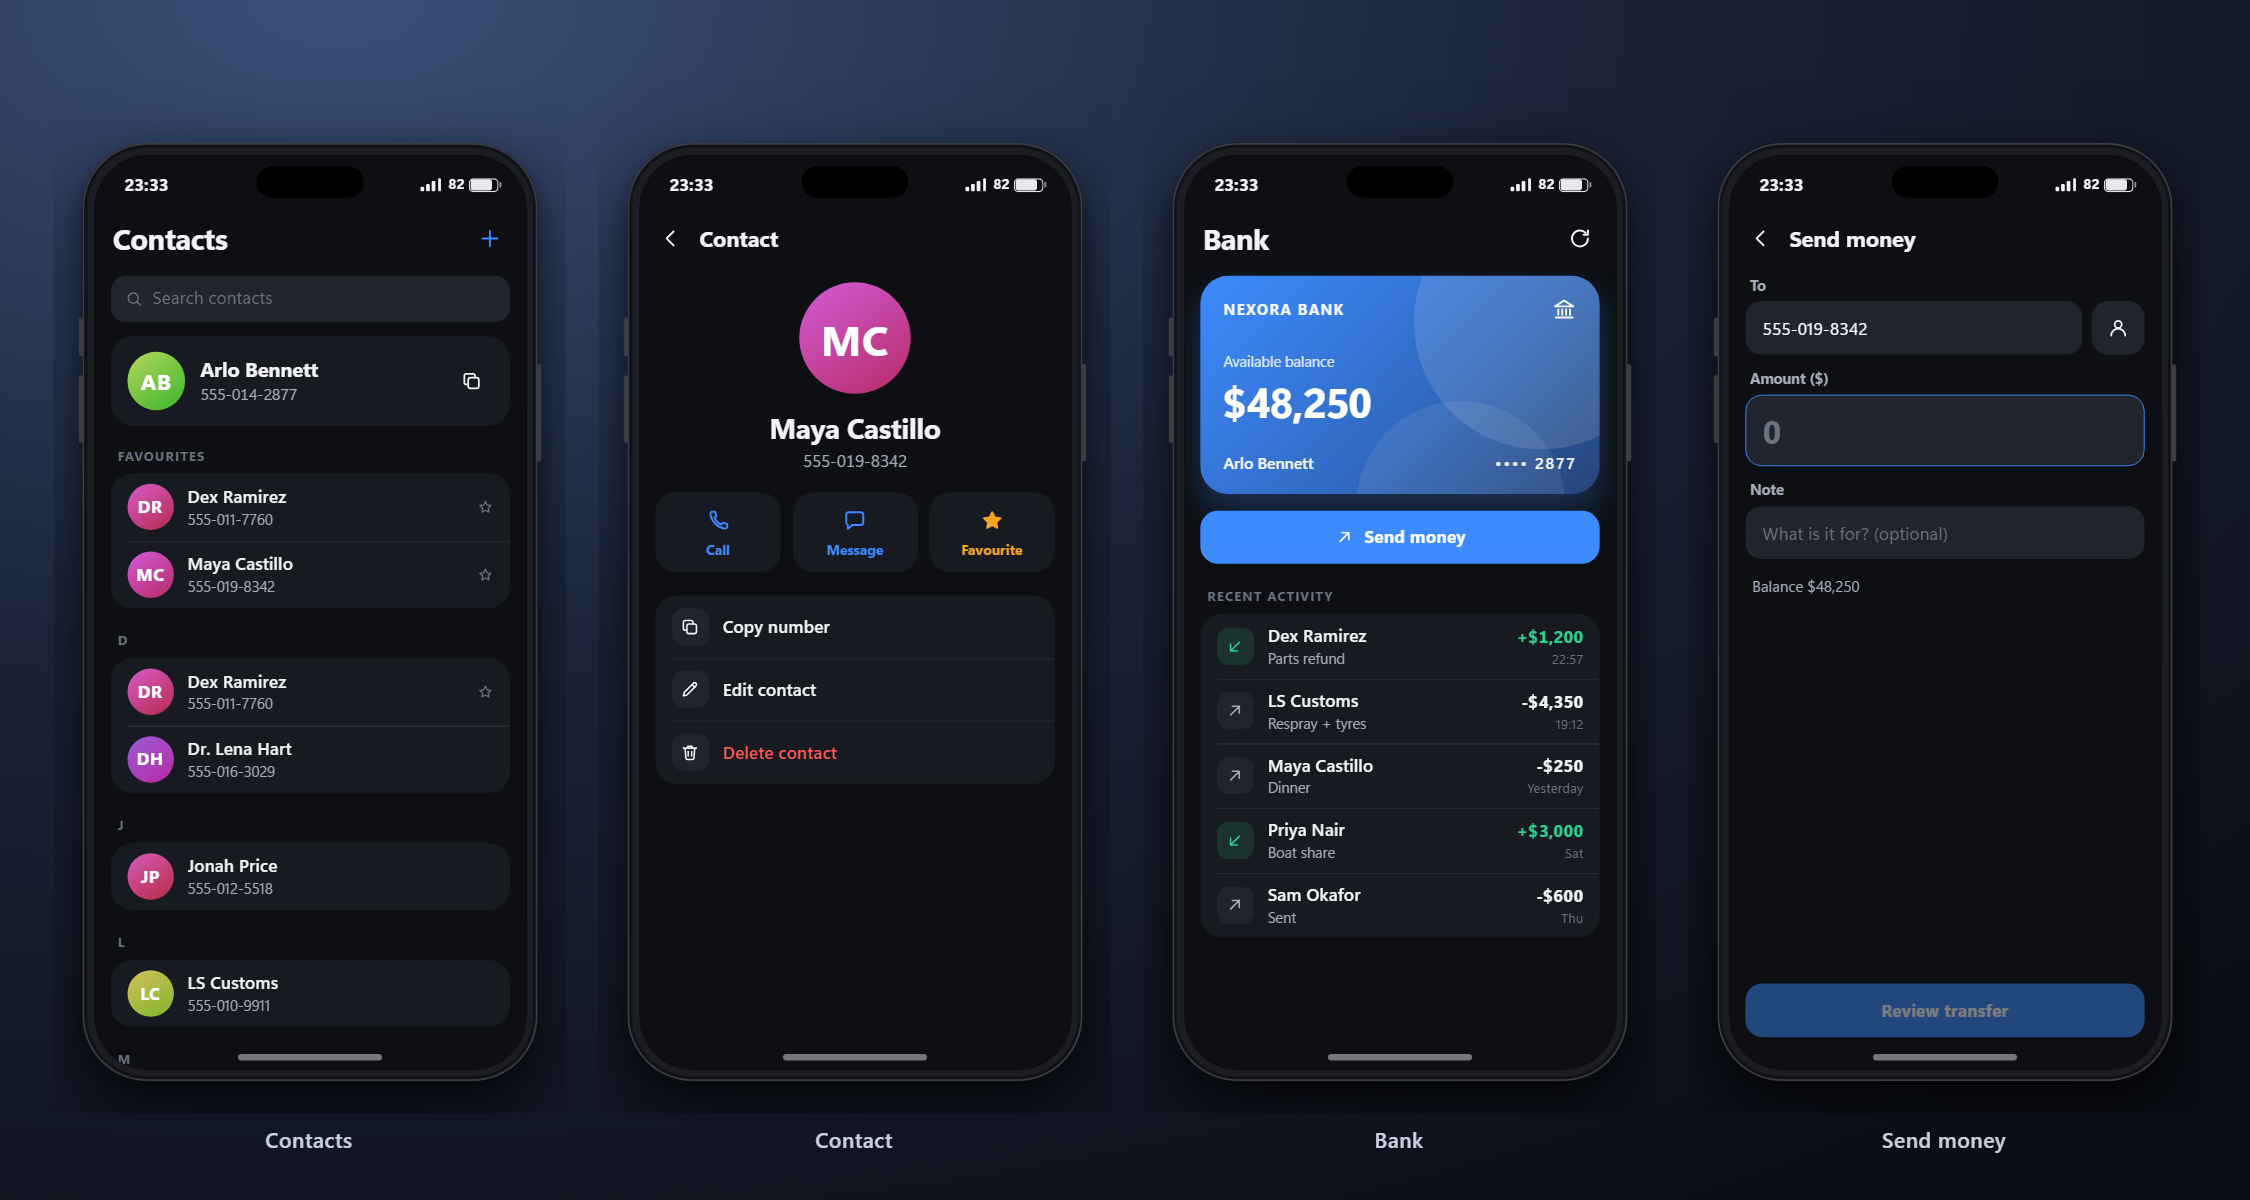 23:33
82
Contacts
Search contacts
AB
Arlo Bennett
555-014-2877
FAVOURITES
DR
Dex Ramirez
555-011-7760
MC
Maya Castillo
555-019-8342
D
DR
Dex Ramirez
555-011-7760
DH
Dr. Lena Hart
555-016-3029
J
JP
Jonah Price
555-012-5518
L
LC
LS Customs
555-010-9911
M
Contacts
23:33
82
Contact
MC
Maya Castillo
555-019-8342
Call
Message
Favourite
Copy number
Edit contact
Delete contact
Contact
23:33
82
Bank
NEXORA BANK
Available balance
$48,250
Arlo Bennett
•••• 2877
Send money
RECENT ACTIVITY
Dex Ramirez
+$1,200
Parts refund
22:57
LS Customs
-$4,350
Respray + tyres
19:12
Maya Castillo
-$250
Dinner
Yesterday
Priya Nair
+$3,000
Boat share
Sat
Sam Okafor
-$600
Sent
Thu
Bank
23:33
82
Send money
To
555-019-8342
Amount ($)
0
Note
What is it for? (optional)
Balance $48,250
Review transfer
Send money